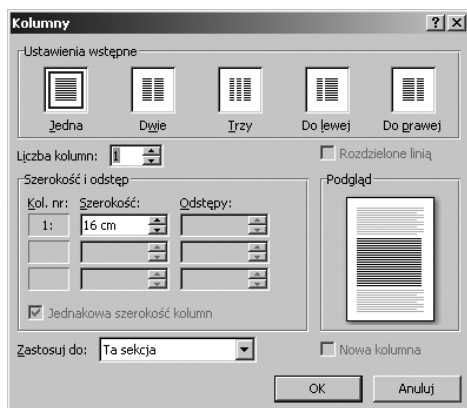 Kolumny
Ustawienia wstępne
Jedna Dwie Trzy Do lewej Do prawej
Liczba kolumn: 1 Rozdzielone linią
Szerokość i odstęp Podgląd
Kol. nr: Szerokość: Odstępy:
1: 16 cm
Jednakowa szerokość kolumn
Zastosuj do: Ta sekcja Nowa kolumna
OK Anuluj